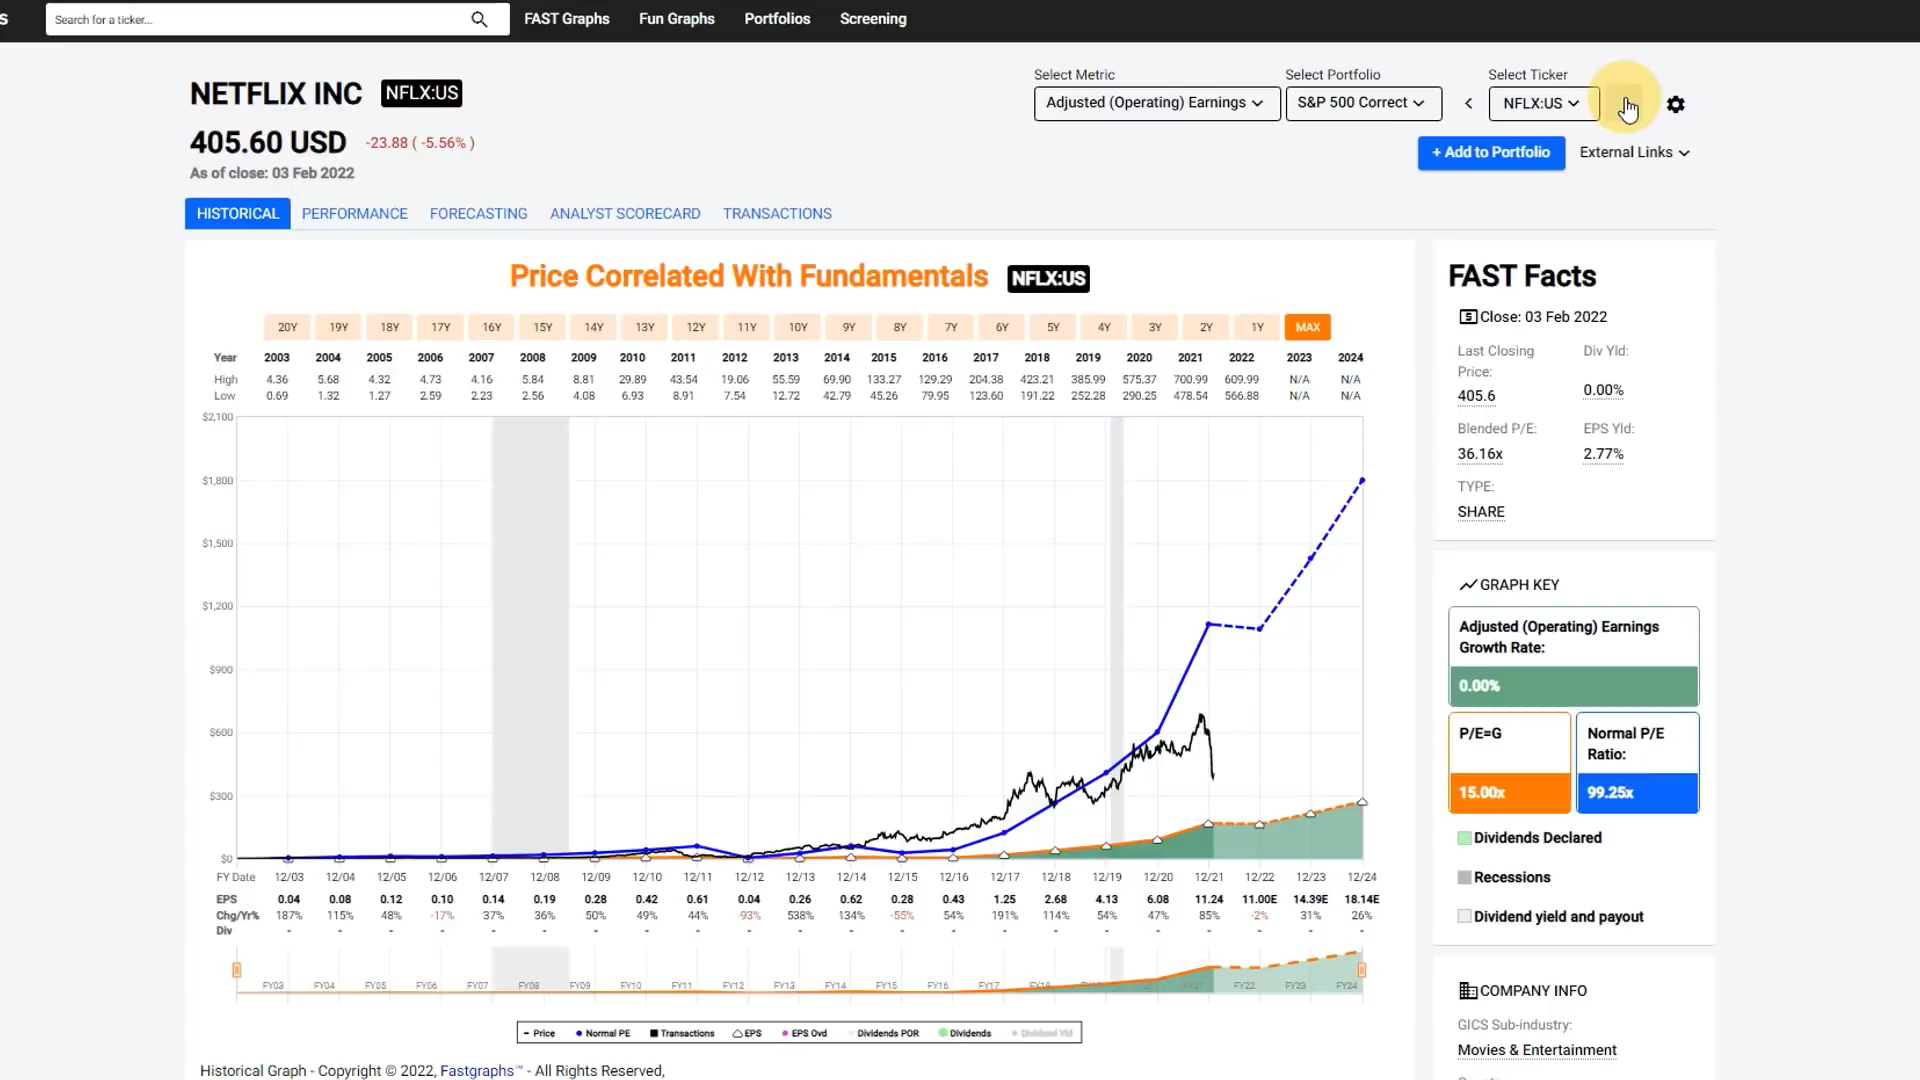 s
Search for a ticker...
FAST Graphs Fun Graphs Portfolios Screening
NETFLIX INC NFLX:US
405.60 USD -23.88 ( -5.56% )
As of close: 03 Feb 2022
Select Metric Select Portfolio Select Ticker
Adjusted (Operating) Earnings S&P 500 Correct < NFLX:US
+ Add to Portfolio External Links
HISTORICAL PERFORMANCE FORECASTING ANALYST SCORECARD TRANSACTIONS
Price Correlated With Fundamentals NFLX:US
20Y 19Y 18Y 17Y 16Y 15Y 14Y 13Y 12Y 11Y 10Y 9Y 8Y 7Y 6Y 5Y 4Y 3Y 2Y 1Y MAX
Year 2003 2004 2005 2006 2007 2008 2009 2010 2011 2012 2013 2014 2015 2016 2017 2018 2019 2020 2021 2022 2023 2024
High 4.36 5.68 4.32 4.73 4.16 5.84 8.81 29.89 43.54 19.06 55.59 69.90 133.27 129.29 204.38 423.21 385.99 575.37 700.99 609.99 N/A N/A
Low 0.69 1.32 1.27 2.59 2.23 2.56 4.08 6.93 8.91 7.54 12.72 42.79 45.26 79.95 123.60 191.22 252.28 290.25 478.54 566.88 N/A N/A
$2,100
$1,800
$1,500
$1,200
$900
$600
$300
$0
FY Date 12/03 12/04 12/05 12/06 12/07 12/08 12/09 12/10 12/11 12/12 12/13 12/14 12/15 12/16 12/17 12/18 12/19 12/20 12/21 12/22 12/23 12/24
EPS 0.04 0.08 0.12 0.10 0.14 0.19 0.28 0.42 0.61 0.04 0.26 0.62 0.28 0.43 1.25 2.68 4.13 6.08 11.24 11.00E 14.39E 18.14E
Chg/Yr% 187% 115% 48% -17% 37% 36% 50% 49% 44% -93% 538% 134% -55% 54% 191% 114% 54% 47% 85% -2% 31% 26%
Div - - - - - - - - - - - - - - - - - - - - - -
FY03 FY04 FY05 FY06 FY07 FY08 FY09 FY10 FY11 FY12 FY13 FY14 FY15 FY16 FY17 FY18 FY22 FY23 FY24
Price Normal PE Transactions EPS EPS Ovd Dividends POR Dividends Dividend Yld
Historical Graph - Copyright © 2022, Fastgraphs™ - All Rights Reserved,
FAST Facts
Close: 03 Feb 2022
Last Closing Price: Div Yld:
405.6 0.00%
Blended P/E: EPS Yld:
36.16x 2.77%
TYPE:
SHARE
GRAPH KEY
Adjusted (Operating) Earnings
Growth Rate:
0.00%
P/E=G Normal P/E
Ratio:
15.00x 99.25x
Dividends Declared
Recessions
Dividend yield and payout
COMPANY INFO
GICS Sub-industry:
Movies & Entertainment